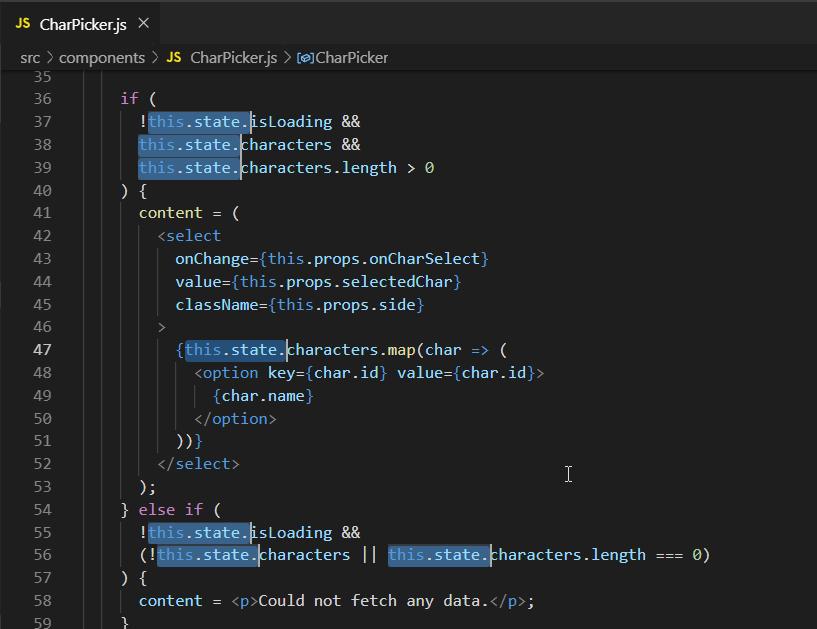 JS CharPicker.js ×
src > components > JS CharPicker.js > CharPicker
35
36 if (
37 !this.state.isLoading &&
38 this.state.characters &&
39 this.state.characters.length > 0
40 ) {
41 content = (
42 <select
43 onChange={this.props.onCharSelect}
44 value={this.props.selectedChar}
45 className={this.props.side}
46 >
47 {this.state.characters.map(char => (
48 <option key={char.id} value={char.id}>
49 {char.name}
50 </option>
51 ))}
52 </select>
53 );
54 } else if (
55 !this.state.isLoading &&
56 (!this.state.characters || this.state.characters.length === 0)
57 ) {
58 content = <p>Could not fetch any data.</p>;
59 }